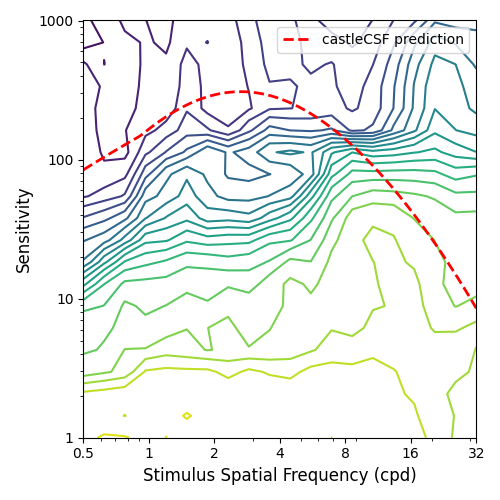 1000
castleCSF prediction
100
Sensitivity
10
1
0.5 1 2 4 8 16 32
Stimulus Spatial Frequency (cpd)